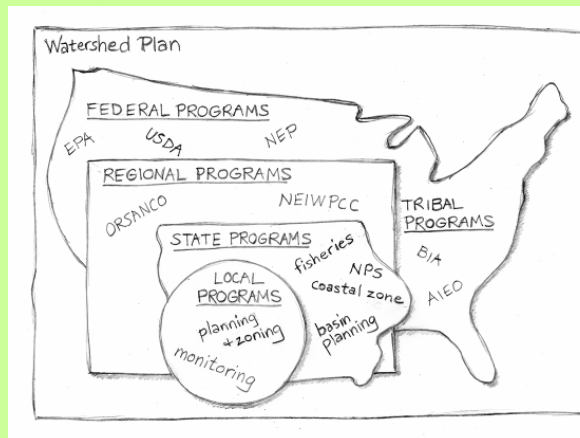 Watershed Plan
FEDERAL PROGRAMS
EPA
USDA
NEP
REGIONAL PROGRAMS
ORSANCO
NEIWPCC
TRIBAL
PROGRAMS
BIA
AIEO
STATE PROGRAMS
fisheries
NPS
coastal zone
basin
planning
LOCAL
PROGRAMS
planning
+ zoning
monitoring